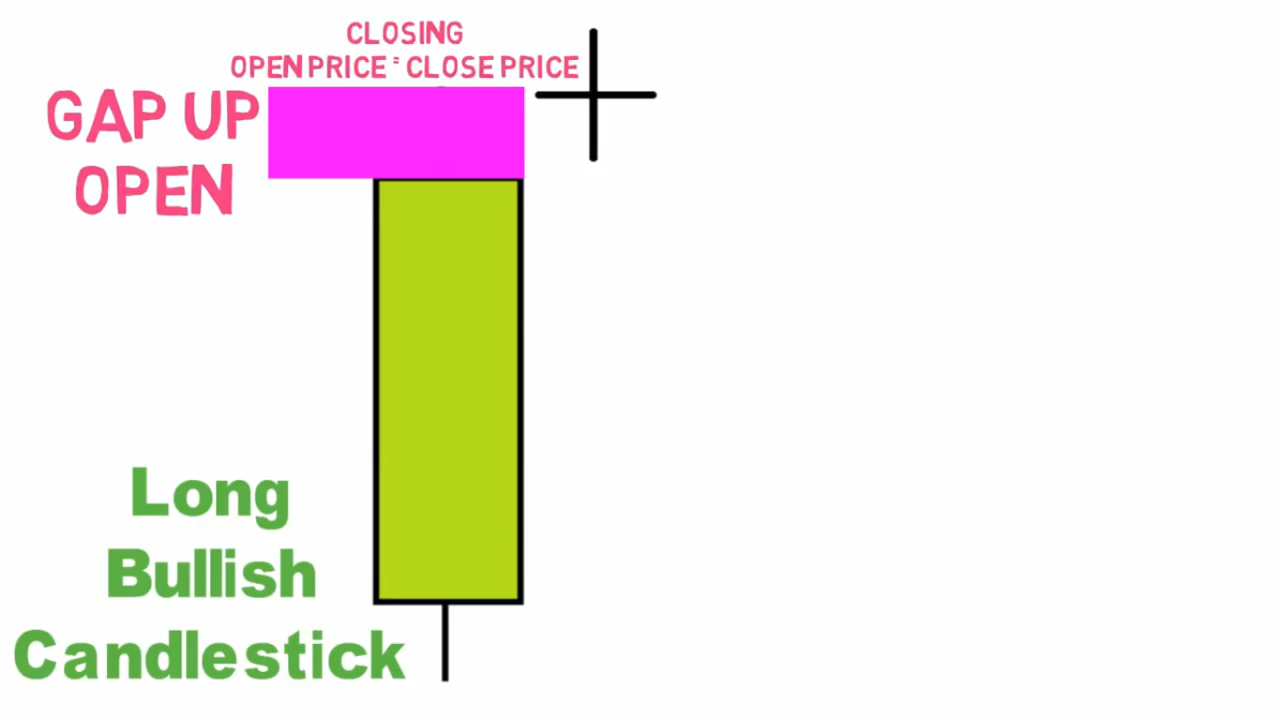 CLOSING
OPEN PRICE = CLOSE PRICE
GAP UP
OPEN
Long
Bullish
Candlestick